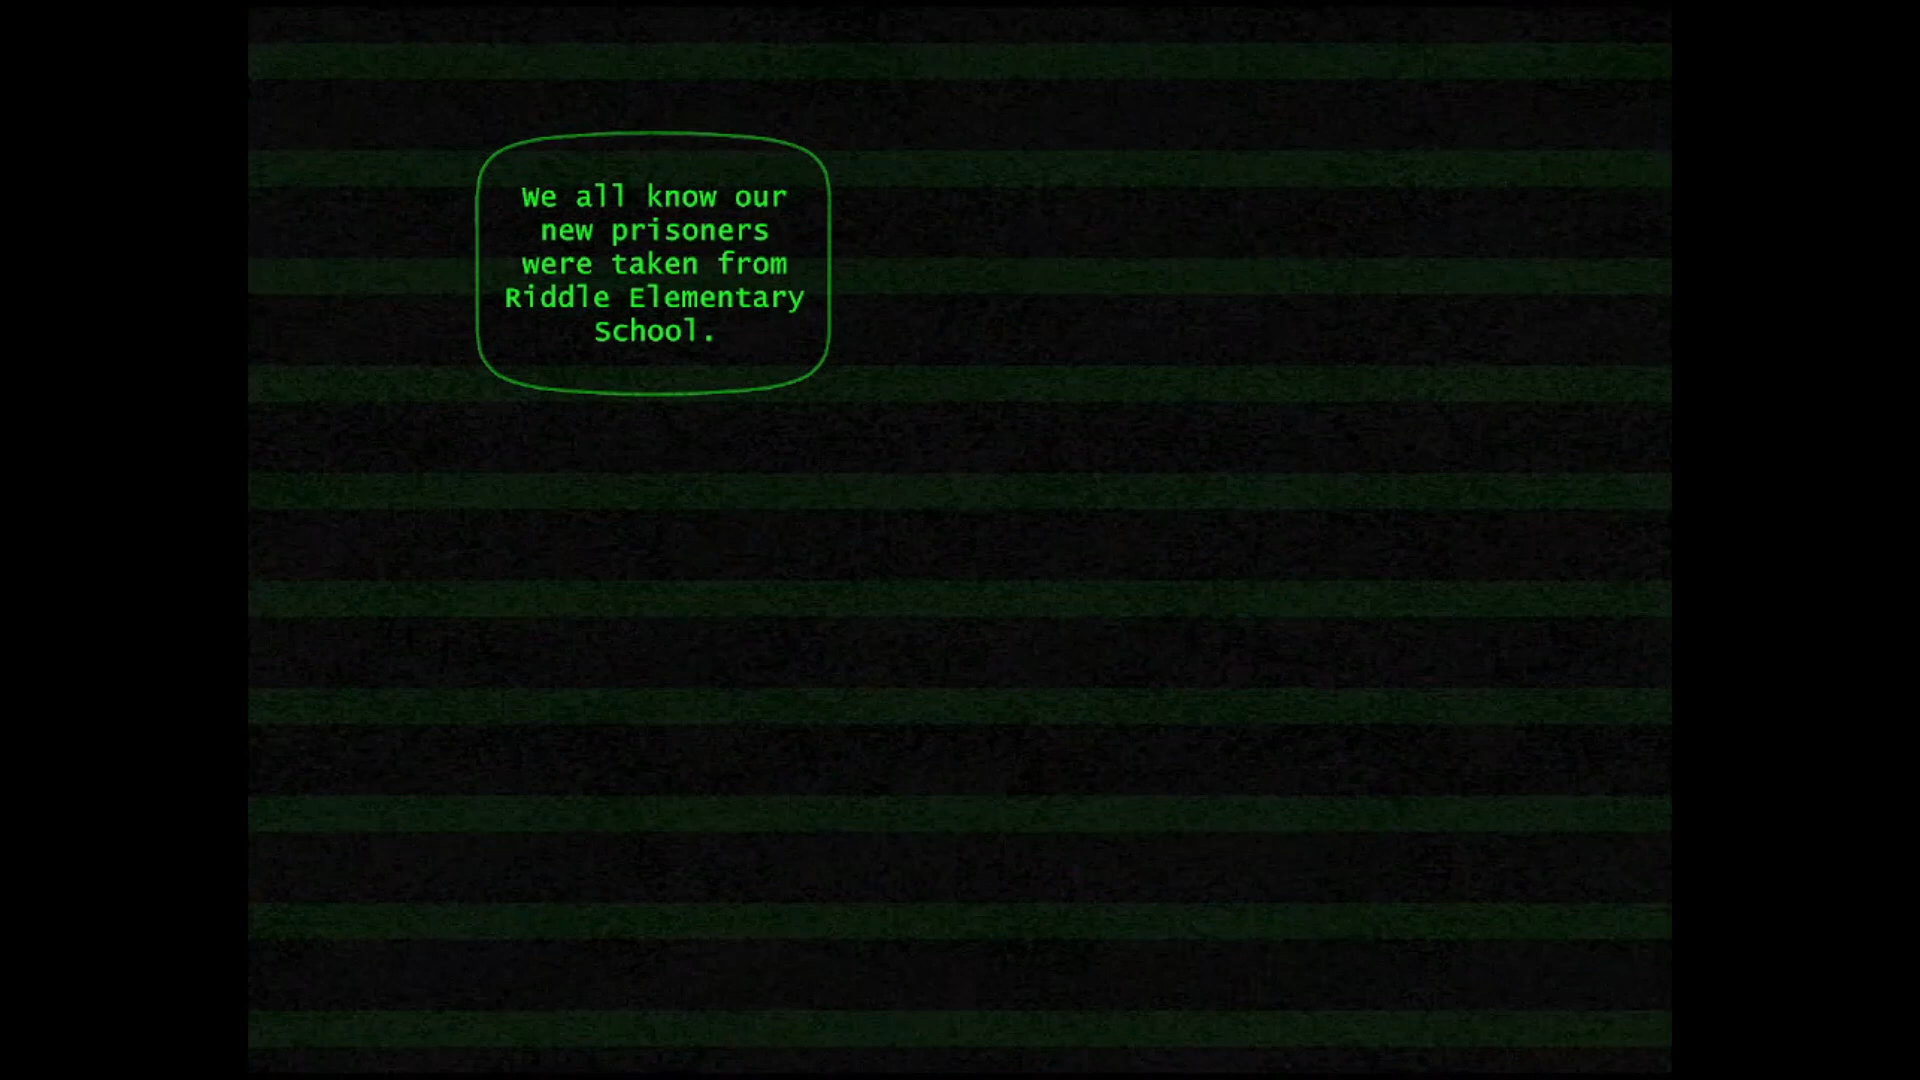 We all know our
new prisoners
were taken from
Riddle Elementary
School.